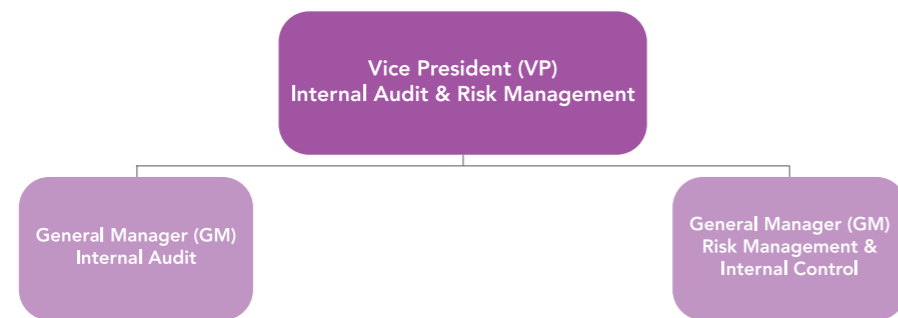 Vice President (VP)
Internal Audit & Risk Management
General Manager (GM)
Internal Audit
General Manager (GM)
Risk Management &
Internal Control